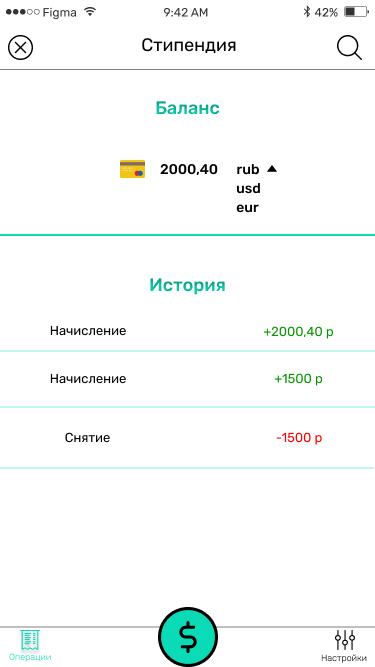 Figma 9:42 AM 42%
Стипендия
Баланс
2000,40 rub
usd
eur
История
Начисление +2000,40 р
Начисление +1500 р
Снятие -1500 р
$
Операции Настройки